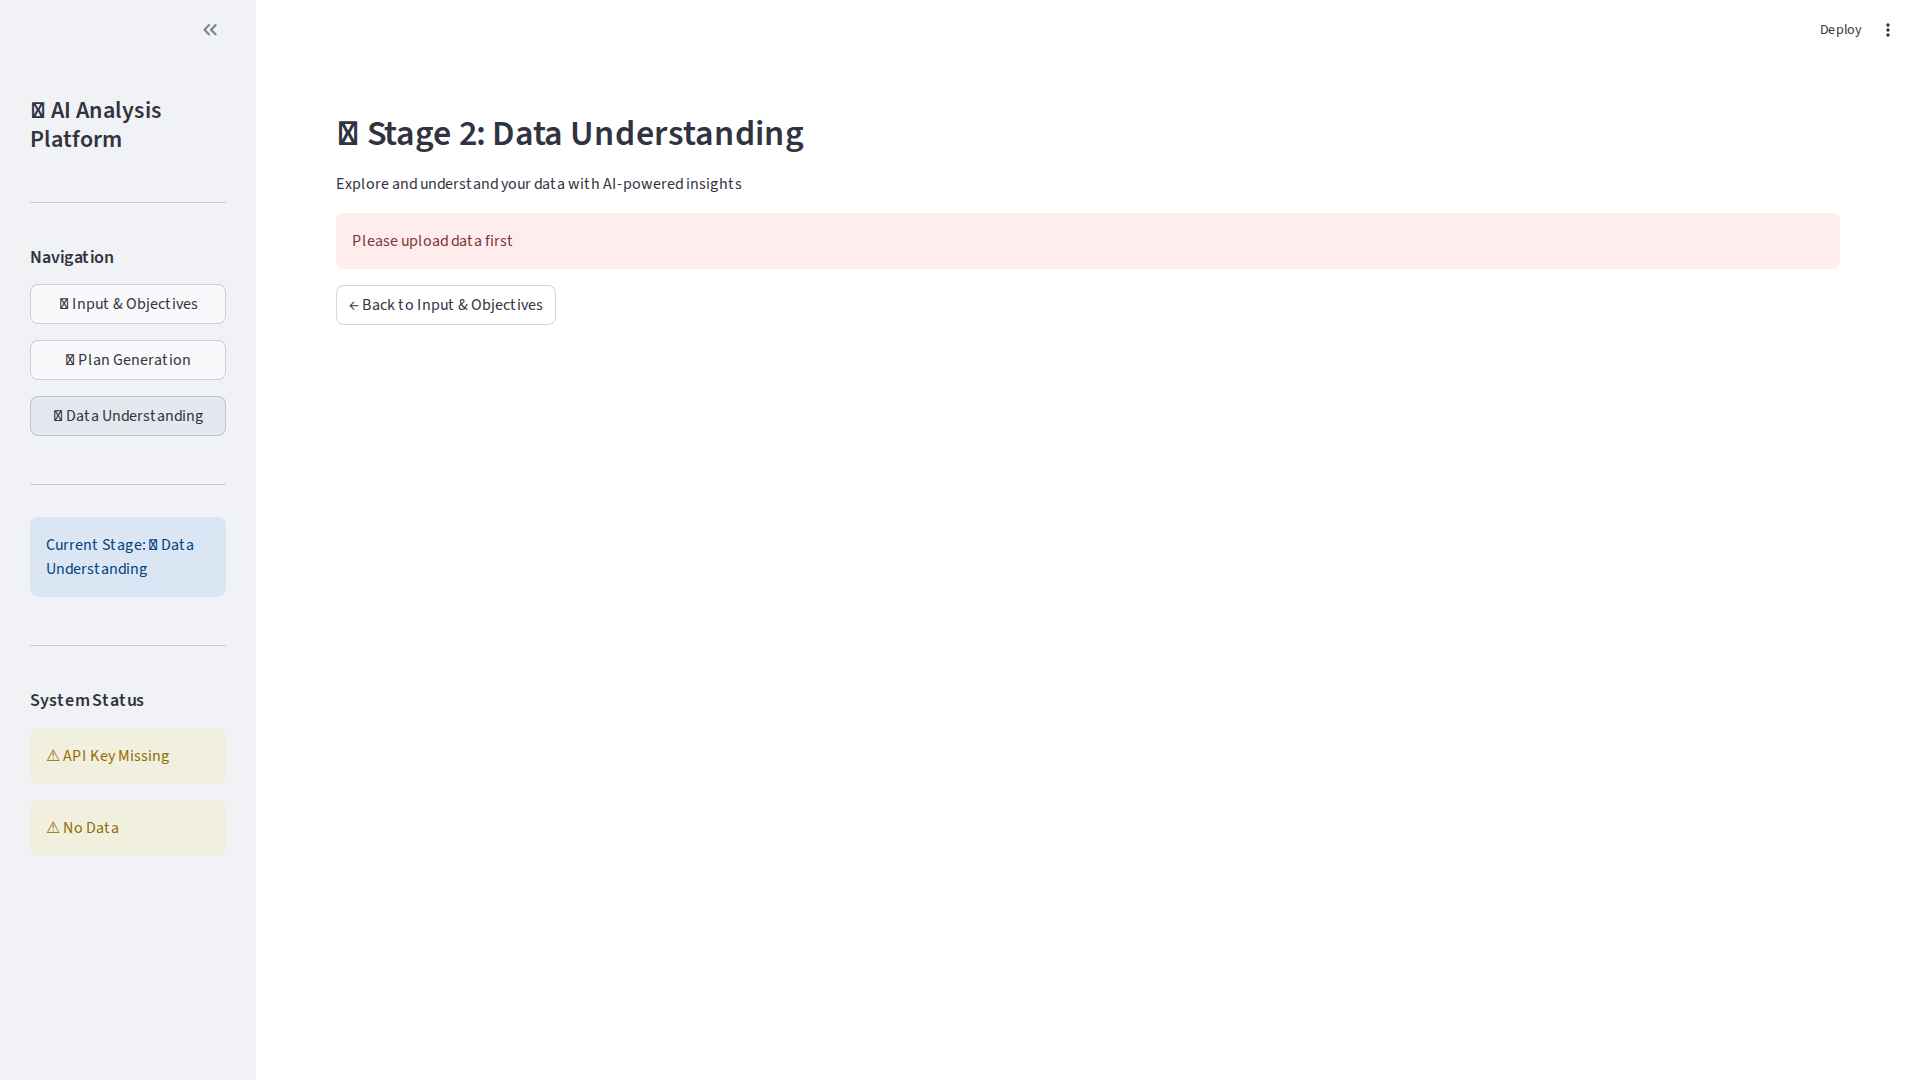 AI Analysis
Platform
Navigation
Input & Objectives
Plan Generation
Data Understanding
Current Stage: Data
Understanding
System Status
⚠ API Key Missing
⚠ No Data
Deploy
Stage 2: Data Understanding
Explore and understand your data with AI-powered insights
Please upload data first
← Back to Input & Objectives